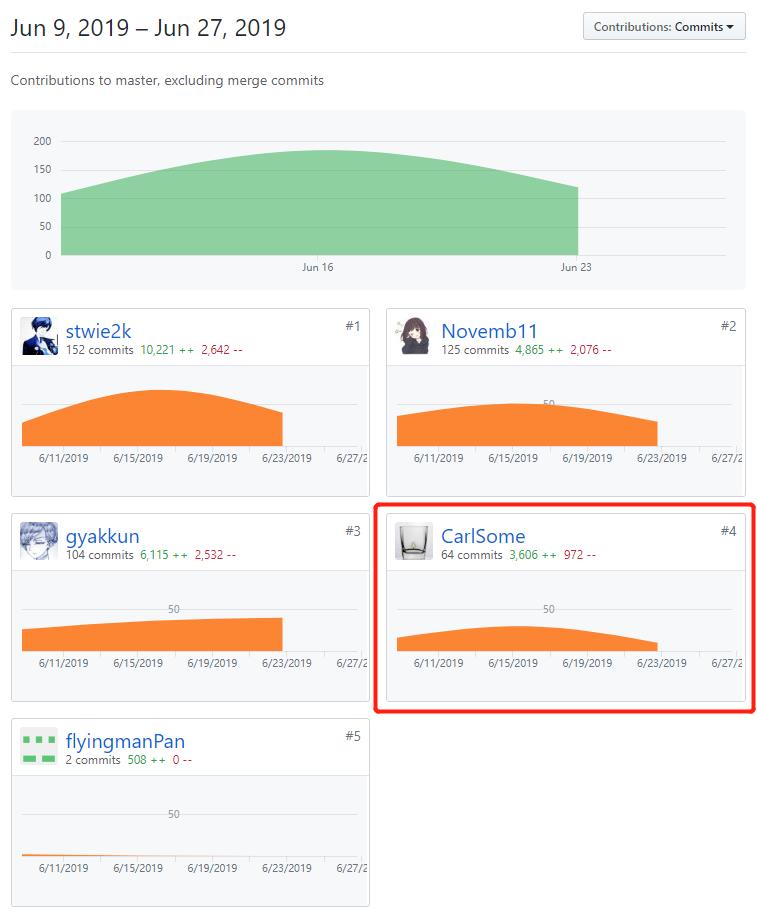 Jun 9, 2019 – Jun 27, 2019
Contributions: Commits
Contributions to master, excluding merge commits
200
150
100
50
0
Jun 16
Jun 23
stwie2k
#1
152 commits 10,221 ++ 2,642 --
6/11/2019 6/15/2019 6/19/2019 6/23/2019 6/27/2
Novemb11
#2
125 commits 4,865 ++ 2,076 --
50
6/11/2019 6/15/2019 6/19/2019 6/23/2019 6/27/2
gyakkun
#3
104 commits 6,115 ++ 2,532 --
50
6/11/2019 6/15/2019 6/19/2019 6/23/2019 6/27/2
CarlSome
#4
64 commits 3,606 ++ 972 --
50
6/11/2019 6/15/2019 6/19/2019 6/23/2019 6/27/2
flyingmanPan
#5
2 commits 508 ++ 0 --
50
6/11/2019 6/15/2019 6/19/2019 6/23/2019 6/27/2